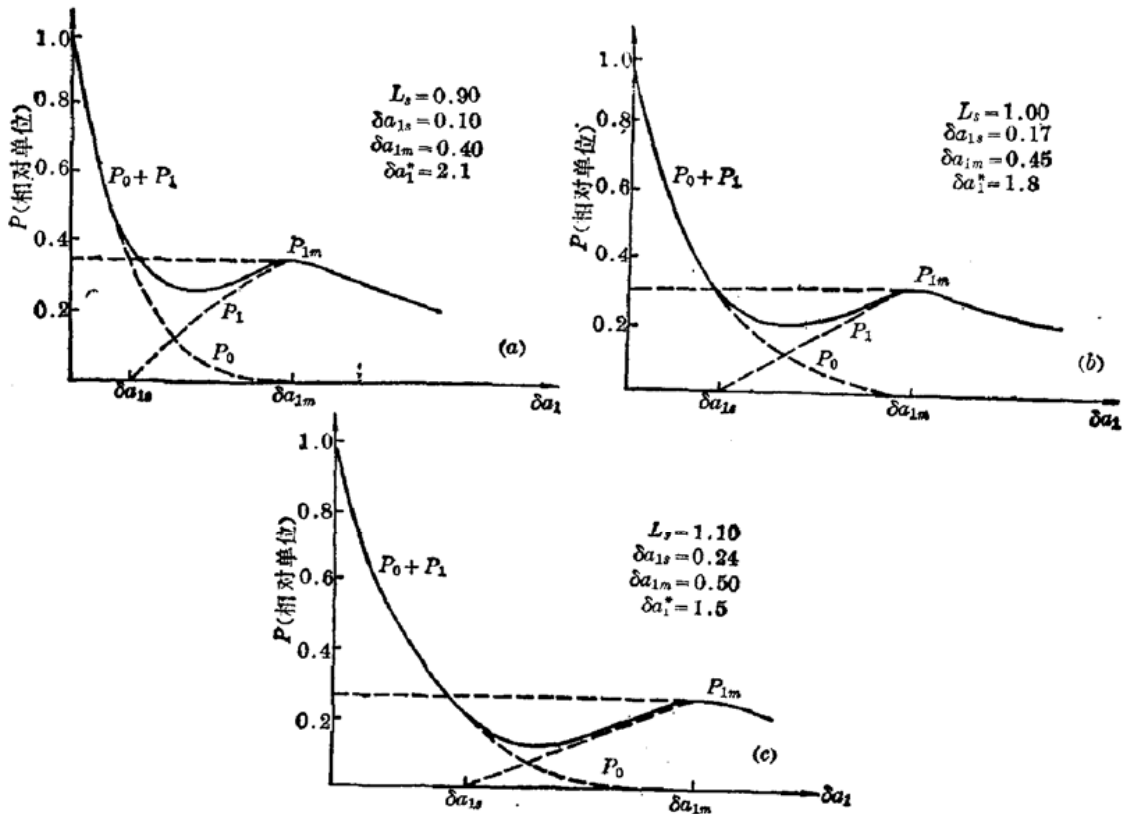 P(相对单位)
1.0
0.8
0.6
0.4
0.2
P₀+P₁
P₁ₘ
P₁
P₀
Lₛ=0.90
δa₁ₛ=0.10
δa₁ₘ=0.40
δa₁*=2.1
(a)
δa₁ₛ
δa₁ₘ
δa₁
P(相对单位)
1.0
0.8
0.6
0.4
0.2
P₀+P₁
P₁ₘ
P₁
P₀
Lₛ=1.00
δa₁ₛ=0.17
δa₁ₘ=0.45
δa₁*=1.8
(b)
δa₁ₛ
δa₁ₘ
δa₁
P(相对单位)
1.0
0.8
0.6
0.4
0.2
P₀+P₁
P₁ₘ
P₀
Lₛ=1.10
δa₁ₛ=0.24
δa₁ₘ=0.50
δa₁*=1.5
(c)
δa₁ₛ
δa₁ₘ
δa₁